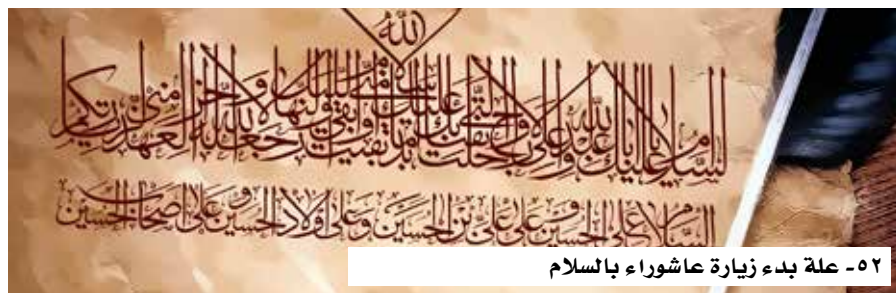 الله
السلام عليك يا أبا عبد الله وعلى الأرواح التي حلت بفنائك عليك مني سلام الله أبدا ما بقيت وبقي الليل والنهار ولا جعله الله آخر العهد مني لزيارتكم
السلام على الحسين وعلى علي بن الحسين وعلى أولاد الحسين وعلى أصحاب الحسين
٥٢- علة بدء زيارة عاشوراء بالسلام